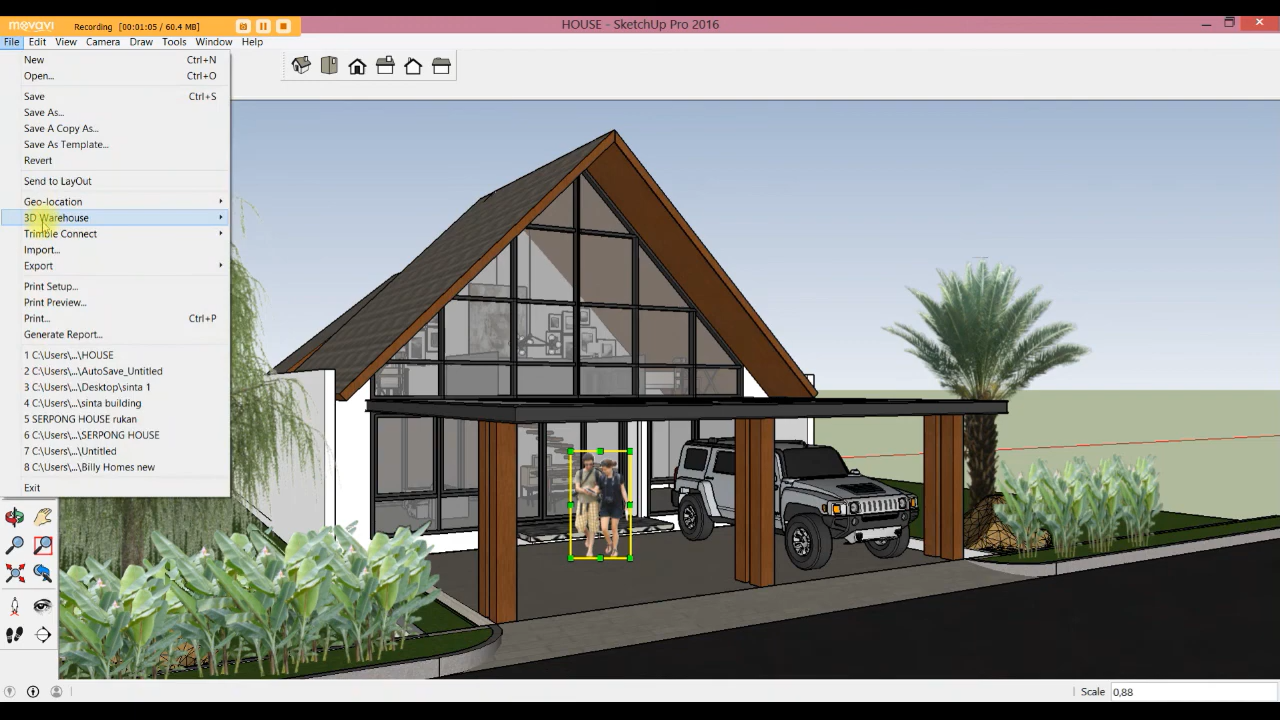 movavi
Recording [00:01:05 / 60.4 MB]
HOUSE - SketchUp Pro 2016
File Edit View Camera Draw Tools Window Help
New Ctrl+N
Open... Ctrl+O
Save Ctrl+S
Save As...
Save A Copy As...
Save As Template...
Revert
Send to LayOut
Geo-location
3D Warehouse
Trimble Connect
Import...
Export
Print Setup...
Print Preview...
Print... Ctrl+P
Generate Report...
1 C:\Users\...\HOUSE
2 C:\Users\...\AutoSave_Untitled
3 C:\Users\...\Desktop\sinta 1
4 C:\Users\...\sinta building
5 SERPONG HOUSE rukan
6 C:\Users\...\SERPONG HOUSE
7 C:\Users\...\Untitled
8 C:\Users\...\Billy Homes new
Exit
Scale 0,88